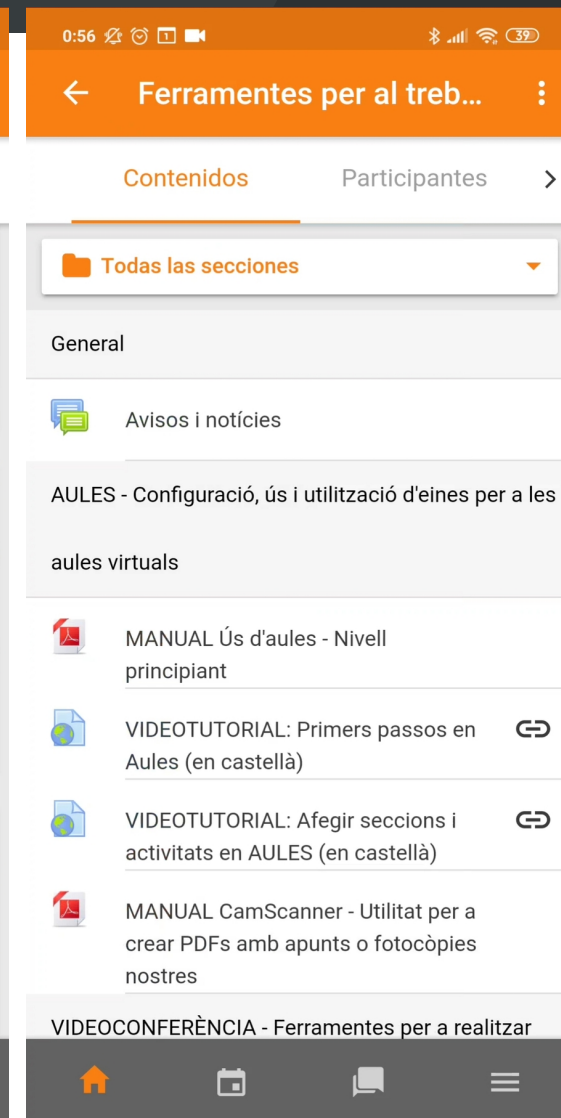 0:56
39
Ferramentes per al treb...
Contenidos
Participantes
Todas las secciones
General
Avisos i notícies
AULES - Configuració, ús i utilització d'eines per a les
aules virtuals
MANUAL Ús d'aules - Nivell
principiant
VIDEOTUTORIAL: Primers passos en
Aules (en castellà)
VIDEOTUTORIAL: Afegir seccions i
activitats en AULES (en castellà)
MANUAL CamScanner - Utilitat per a
crear PDFs amb apunts o fotocòpies
nostres
VIDEOCONFERÈNCIA - Ferramentes per a realitzar